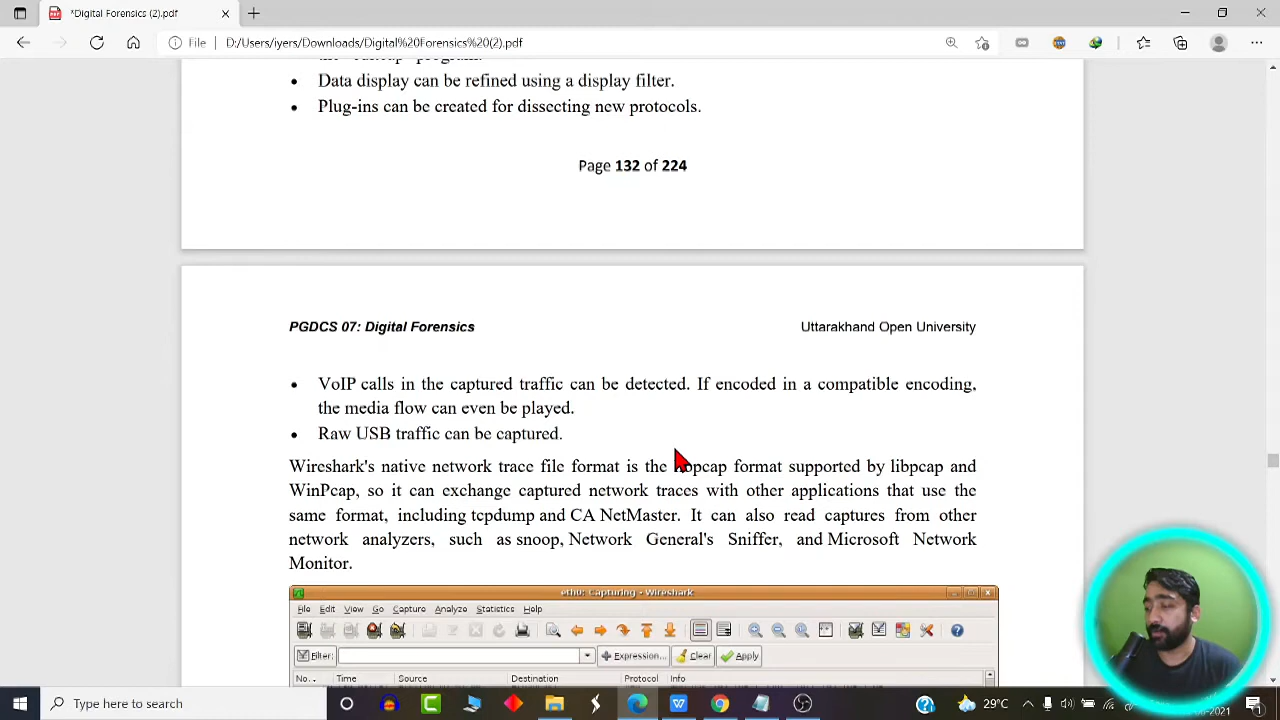 *Digital Forensics (2).pdf
File
D:/Users/iyers/Downloads/Digital%20Forensics%20(2).pdf
• Data display can be refined using a display filter.
• Plug-ins can be created for dissecting new protocols.
Page 132 of 224
PGDCS 07: Digital Forensics
Uttarakhand Open University
• VoIP calls in the captured traffic can be detected. If encoded in a compatible encoding,
the media flow can even be played.
• Raw USB traffic can be captured.
Wireshark's native network trace file format is the libpcap format supported by libpcap and
WinPcap, so it can exchange captured network traces with other applications that use the
same format, including tcpdump and CA NetMaster. It can also read captures from other
network analyzers, such as snoop, Network General's Sniffer, and Microsoft Network
Monitor.
eth0: Capturing - Wireshark
File Edit View Go Capture Analyze Statistics Help
Filter: Expression... Clear Apply
No. . Time Source Destination Protocol Info
Type here to search
29°C